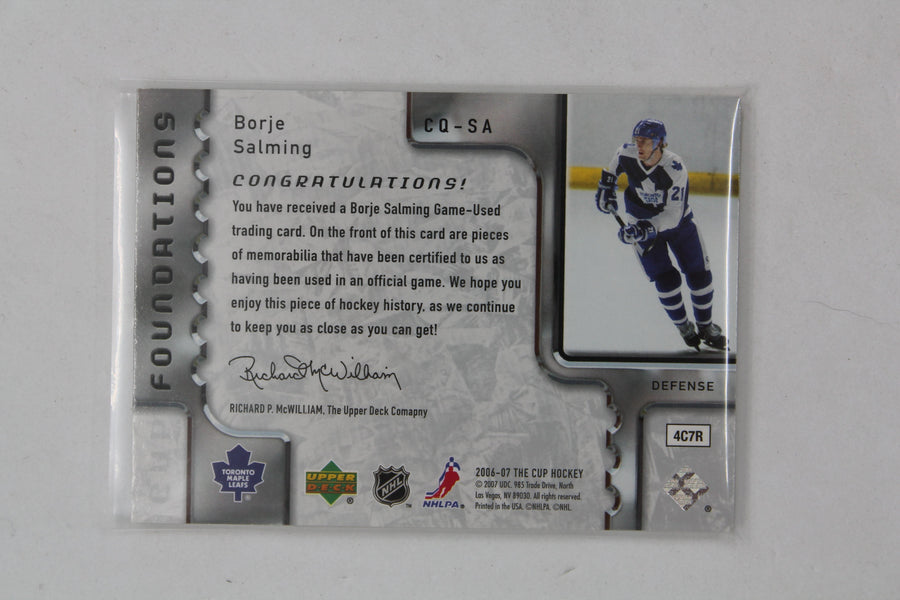 FOUNDATIONS
Borje
Salming
CQ-SA
CONGRATULATIONS!
You have received a Borje Salming Game-Used
trading card. On the front of this card are pieces
of memorabilia that have been certified to us as
having been used in an official game. We hope you
enjoy this piece of hockey history, as we continue
to keep you as close as you can get!
Richard McWilliam
RICHARD P. McWILLIAM, The Upper Deck Comapny
21
DEFENSE
4C7R
TORONTO
MAPLE
LEAFS
UPPER
DECK
NHL
NHLPA
2006-07 THE CUP HOCKEY
© 2007 UDC. 985 Trade Drive, North
Las Vegas, NV 89030. All rights reserved.
Printed in the USA. ©NHLPA. ©NHL.